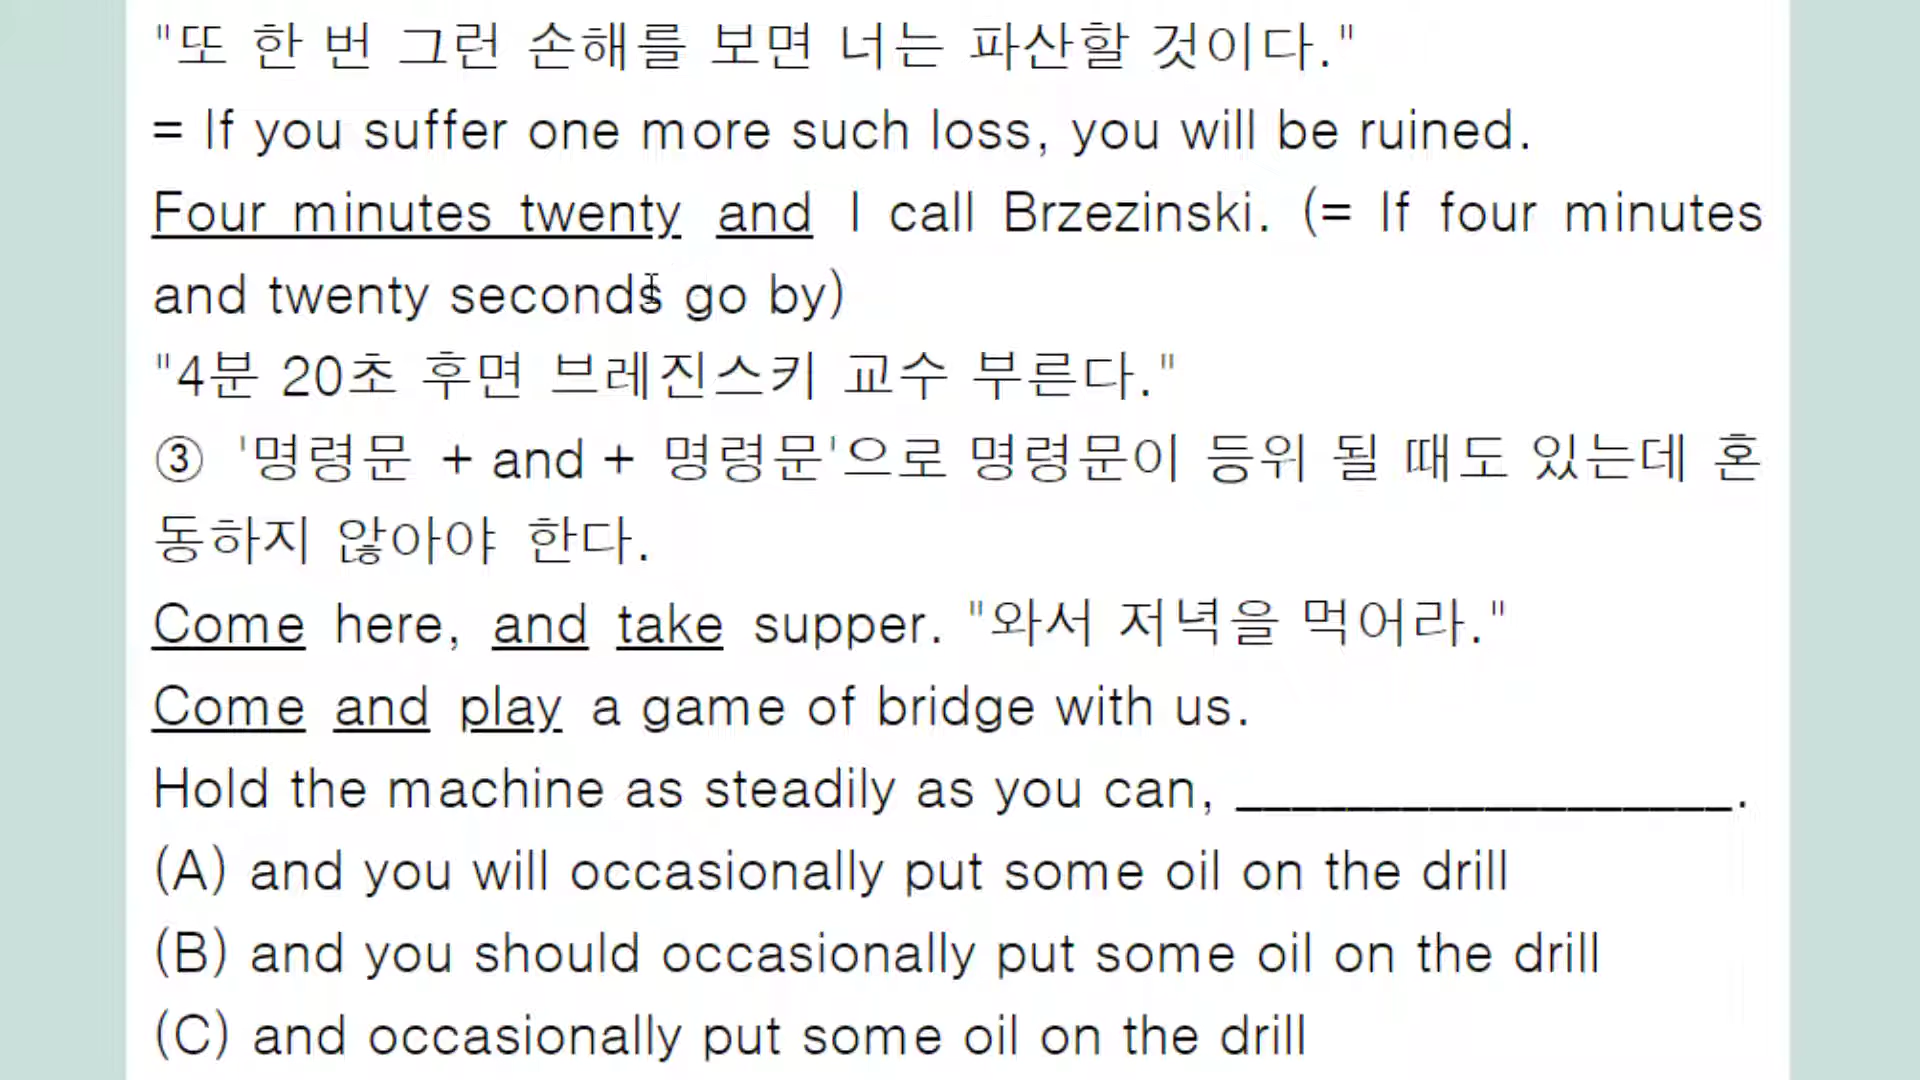 "또 한 번 그런 손해를 보면 너는 파산할 것이다."
= If you suffer one more such loss, you will be ruined.
Four minutes twenty and I call Brzezinski. (= If four minutes
and twenty seconds go by)
"4분 20초 후면 브레진스키 교수 부른다."
③ '명령문 + and + 명령문'으로 명령문이 등위 될 때도 있는데 혼
동하지 않아야 한다.
Come here, and take supper. "와서 저녁을 먹어라."
Come and play a game of bridge with us.
Hold the machine as steadily as you can, __________________.
(A) and you will occasionally put some oil on the drill
(B) and you should occasionally put some oil on the drill
(C) and occasionally put some oil on the drill